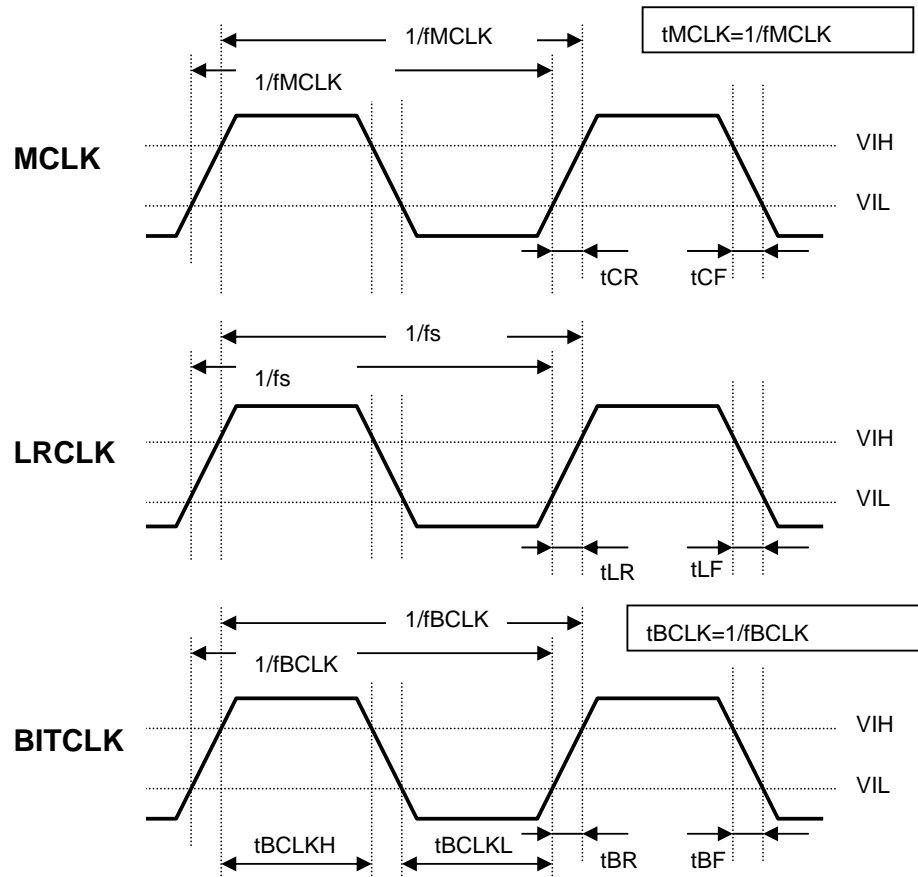 1/fMCLK
tMCLK=1/fMCLK
1/fMCLK
MCLK
VIH
VIL
tCR
tCF
1/fs
1/fs
LRCLK
VIH
VIL
tLR
tLF
1/fBCLK
tBCLK=1/fBCLK
1/fBCLK
BITCLK
VIH
VIL
tBCLKH
tBCLKL
tBR
tBF